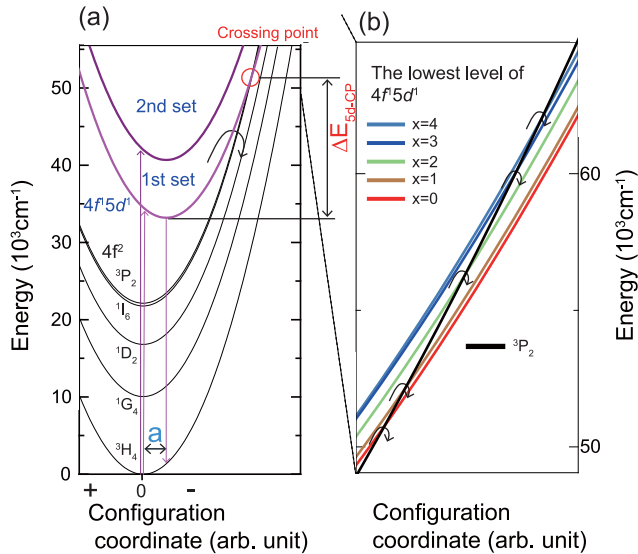 (a)
Crossing point
(b)
50
40
30
20
10
0
Energy (10³cm⁻¹)
2nd set
1st set
4f¹5d¹
4f²
³P₂
¹I₆
¹D₂
¹G₄
³H₄
a
+
0
-
Configuration
coordinate (arb. unit)
ΔE5d-CP
The lowest level of
4f¹5d¹
x=4
x=3
x=2
x=1
x=0
³P₂
60
50
Energy (10³cm⁻¹)
Configuration
coordinate (arb. unit)